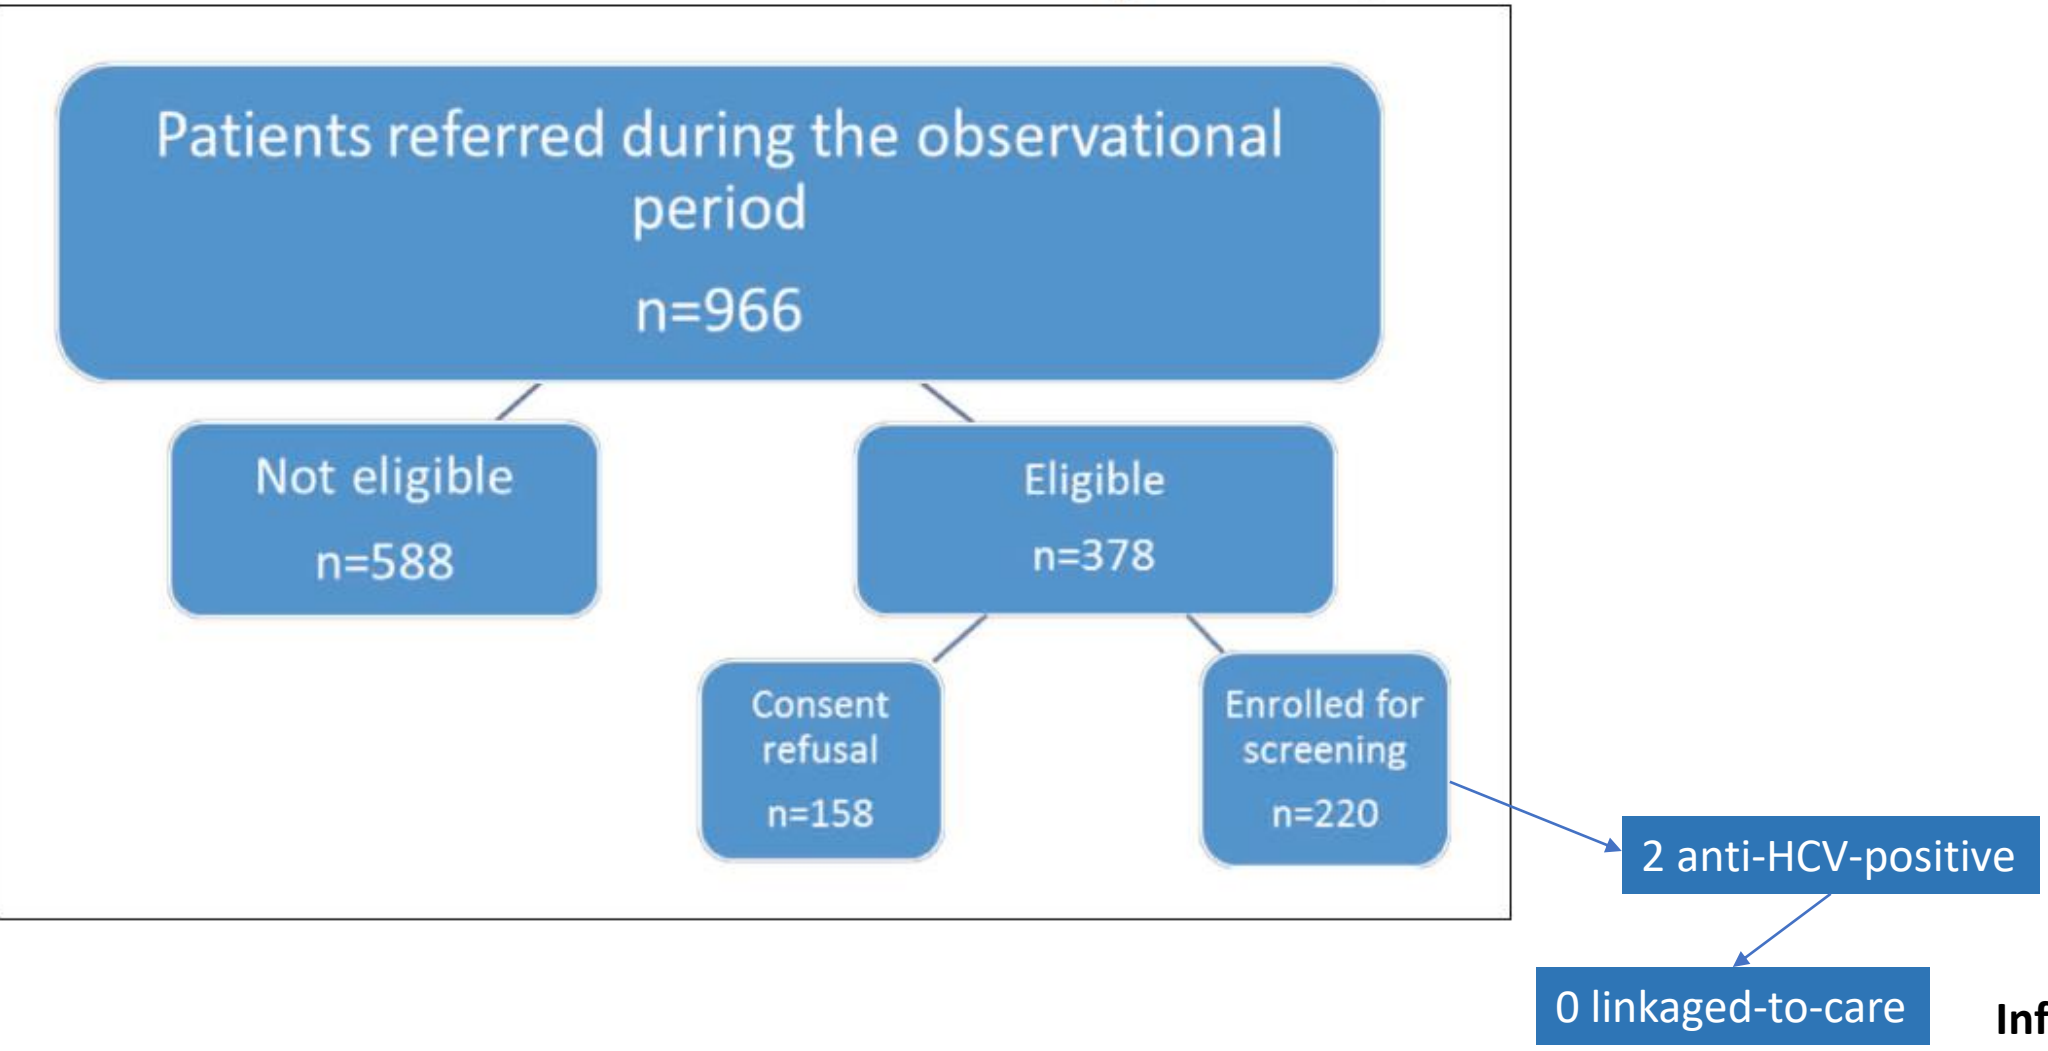 Patients referred during the observational
period
n=966
Not eligible
n=588
Eligible
n=378
Consent
refusal
n=158
Enrolled for
screening
n=220
2 anti-HCV-positive
0 linkaged-to-care
Inf